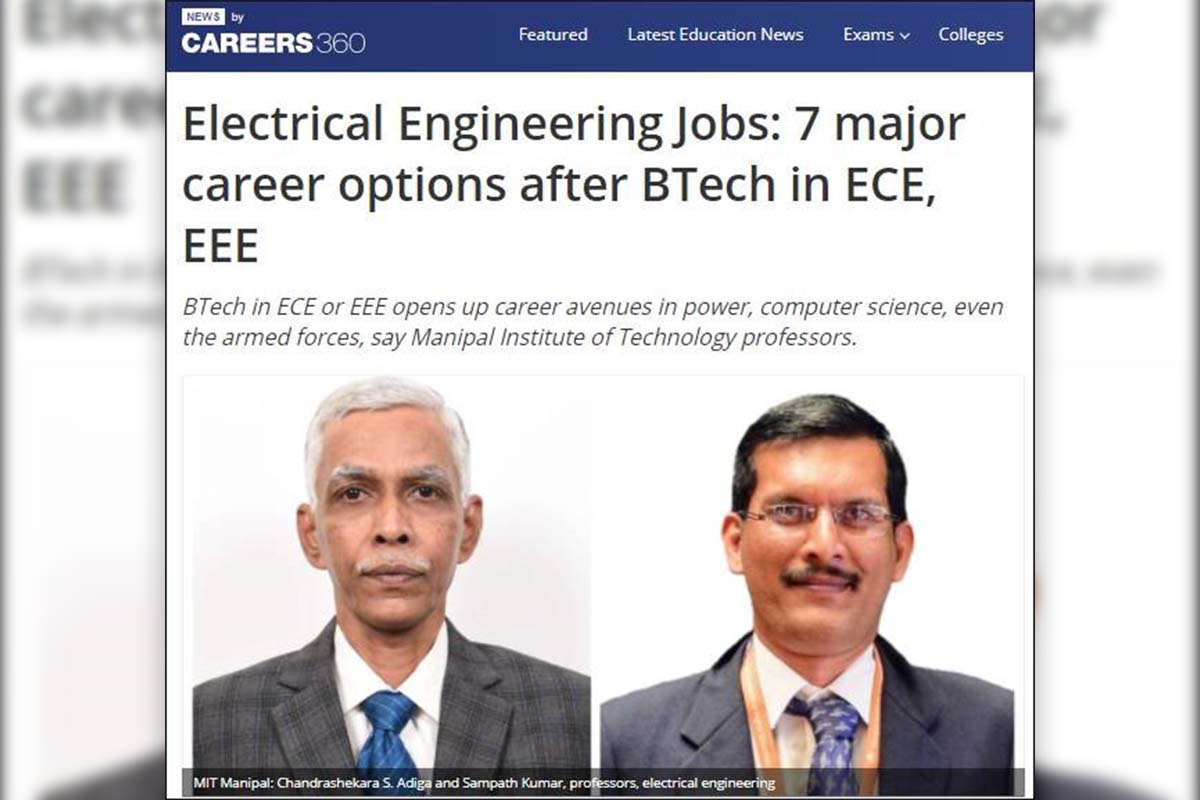 NEWS by
CAREERS360
Featured Latest Education News Exams Colleges
Electrical Engineering Jobs: 7 major
career options after BTech in ECE,
EEE
BTech in ECE or EEE opens up career avenues in power, computer science, even
the armed forces, say Manipal Institute of Technology professors.
MIT Manipal: Chandrashekara S. Adiga and Sampath Kumar, professors, electrical engineering